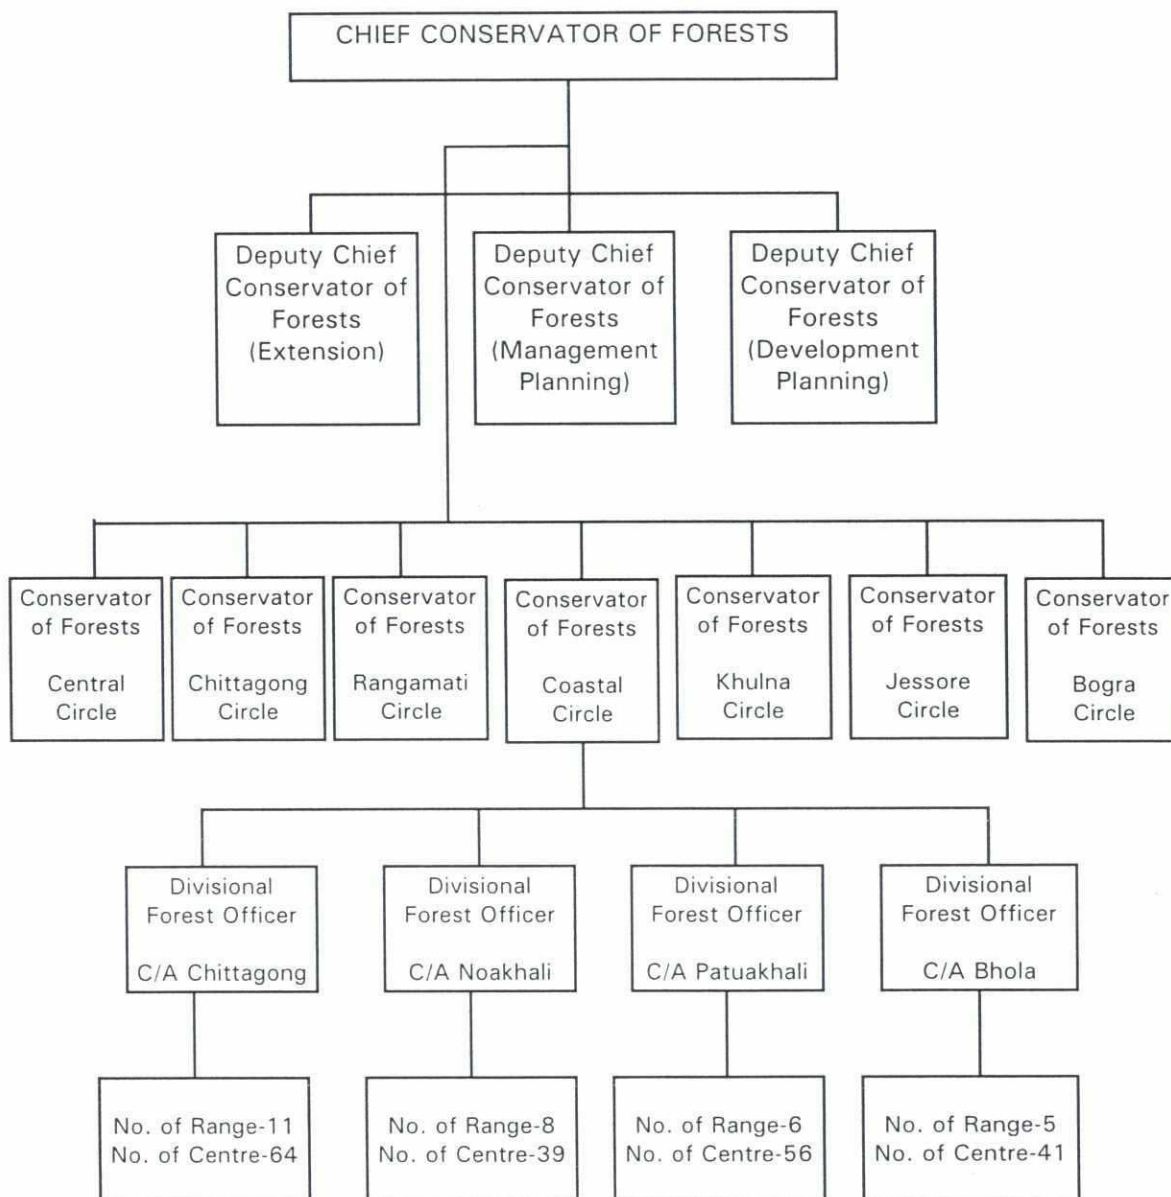 CHIEF CONSERVATOR OF FORESTS
Deputy Chief
Conservator of
Forests
(Extension)
Deputy Chief
Conservator of
Forests
(Management
Planning)
Deputy Chief
Conservator of
Forests
(Development
Planning)
Conservator
of Forests
Central
Circle
Conservator
of Forests
Chittagong
Circle
Conservator
of Forests
Rangamati
Circle
Conservator
of Forests
Coastal
Circle
Conservator
of Forests
Khulna
Circle
Conservator
of Forests
Jessore
Circle
Conservator
of Forests
Bogra
Circle
Divisional
Forest Officer
C/A Chittagong
Divisional
Forest Officer
C/A Noakhali
Divisional
Forest Officer
C/A Patuakhali
Divisional
Forest Officer
C/A Bhola
No. of Range-11
No. of Centre-64
No. of Range-8
No. of Centre-39
No. of Range-6
No. of Centre-56
No. of Range-5
No. of Centre-41